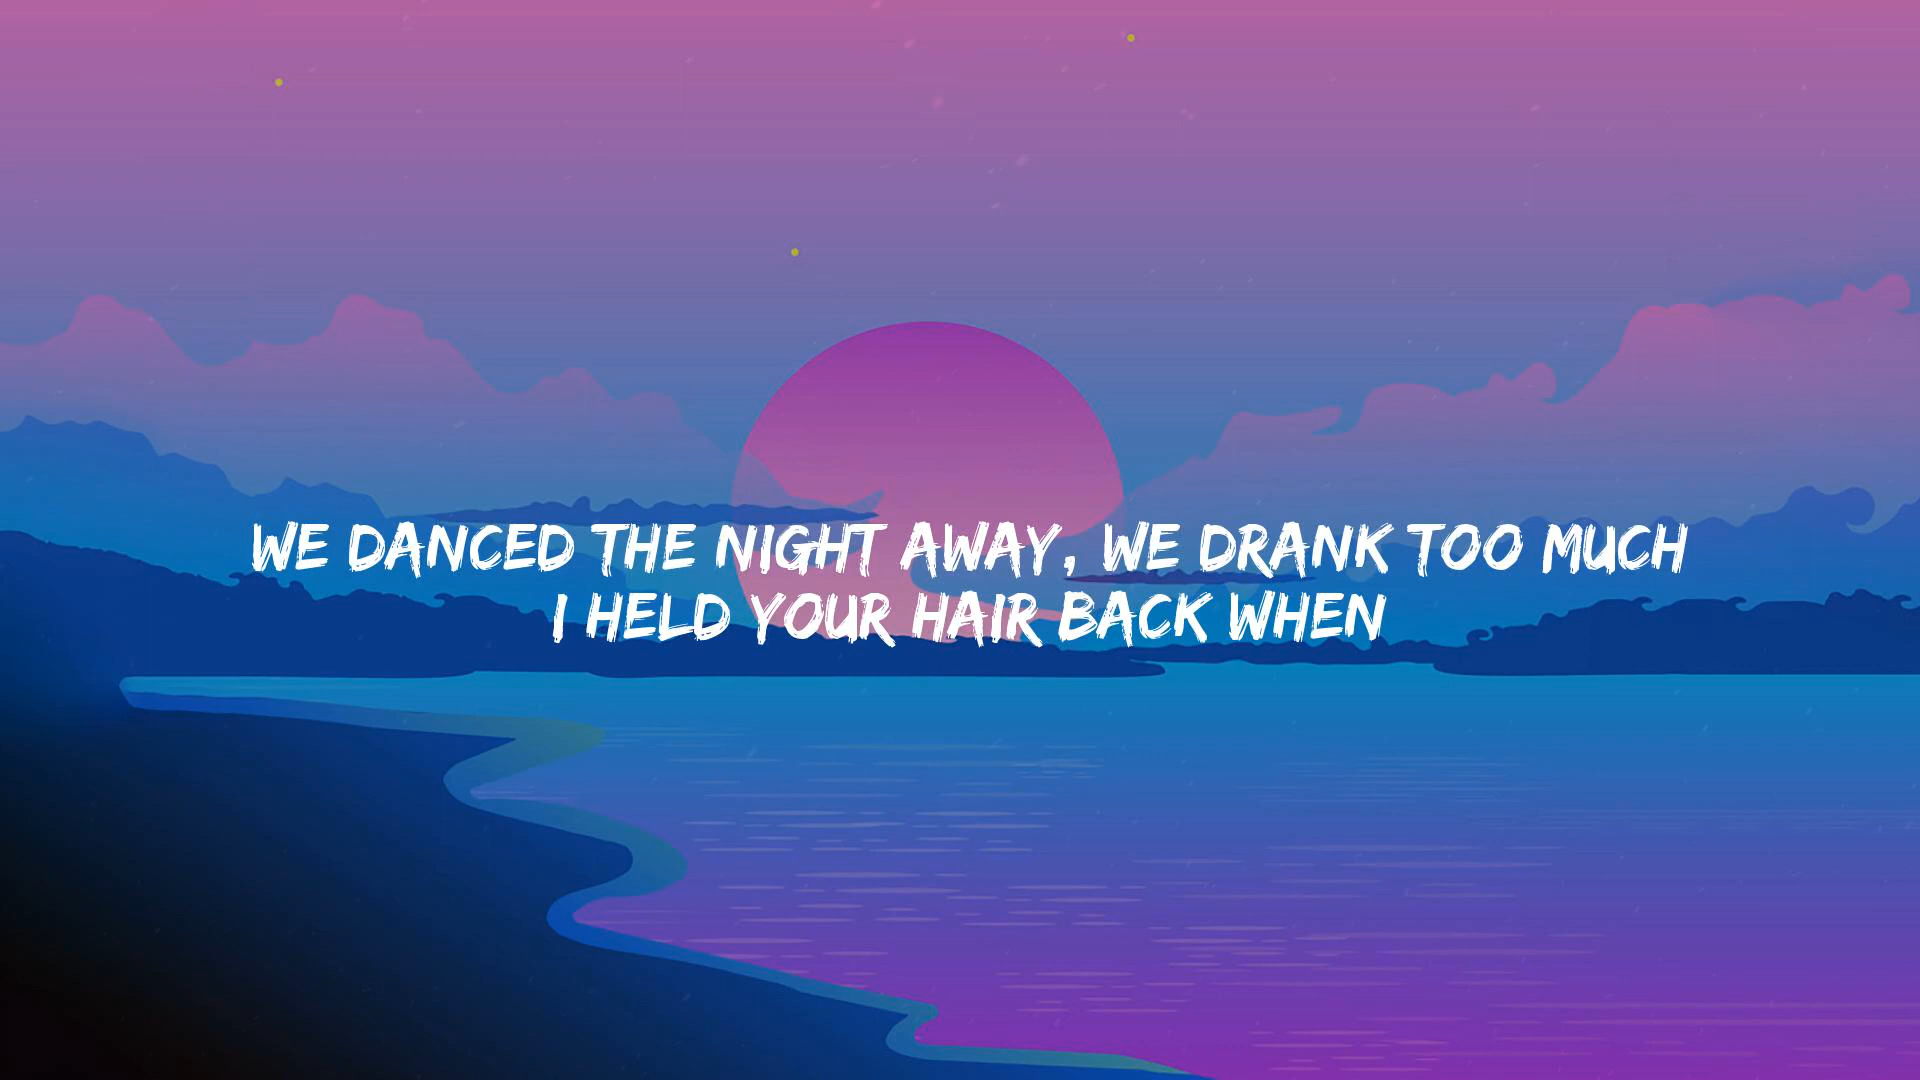 WE DANCED THE NIGHT AWAY, WE DRANK TOO MUCH
I HELD YOUR HAIR BACK WHEN